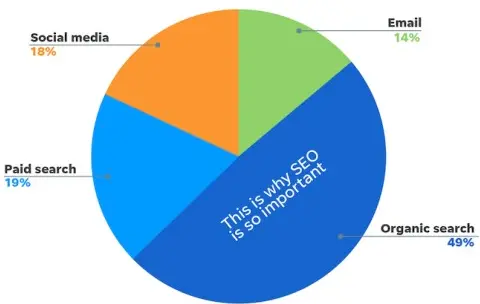 Email
14%
Social media
18%
Paid search
19%
This is why SEO
is so important
Organic search
49%